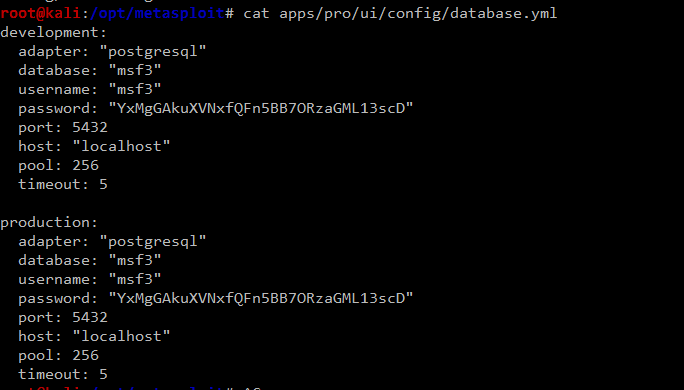 root@kali:/opt/metasploit# cat apps/pro/ui/config/database.yml
development:
  adapter: "postgresql"
  database: "msf3"
  username: "msf3"
  password: "YxMgGAkuXVNxfQFn5BB7ORzaGML13scD"
  port: 5432
  host: "localhost"
  pool: 256
  timeout: 5

production:
  adapter: "postgresql"
  database: "msf3"
  username: "msf3"
  password: "YxMgGAkuXVNxfQFn5BB7ORzaGML13scD"
  port: 5432
  host: "localhost"
  pool: 256
  timeout: 5